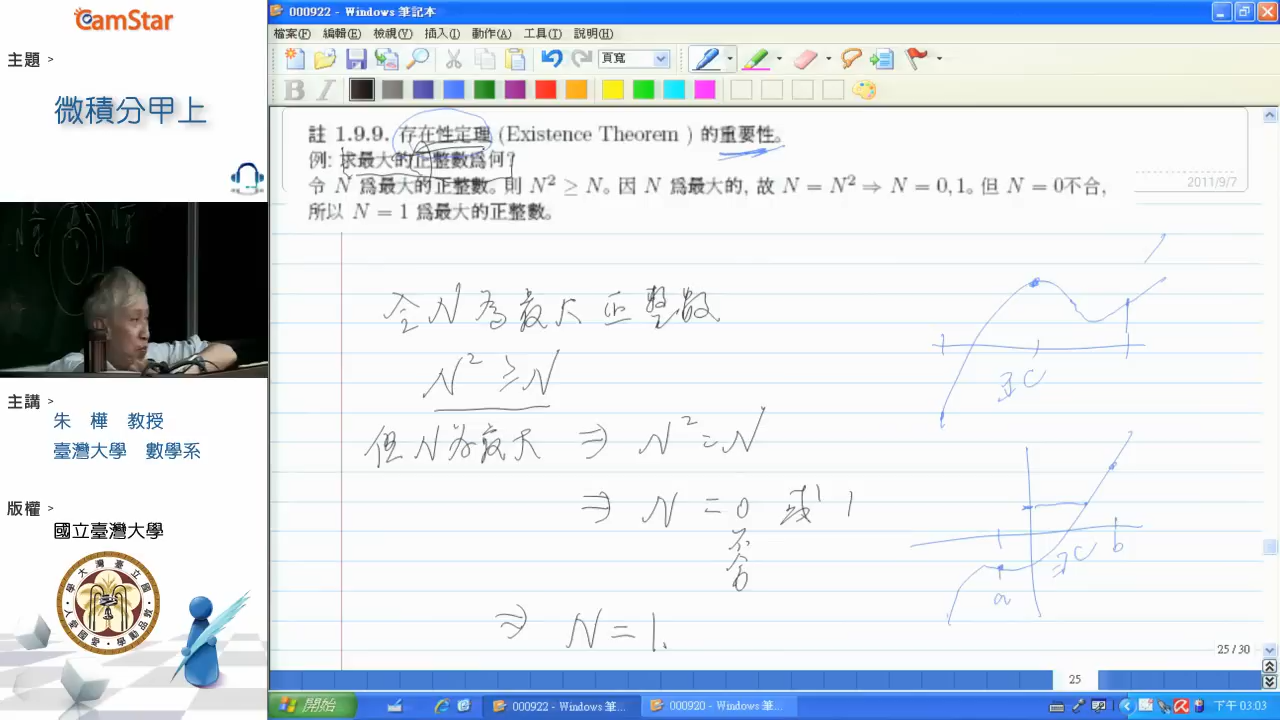 CamStar
主題 >
微積分甲上
主講 >
朱 樺 教授
臺灣大學 數學系
版權 >
國立臺灣大學
000922 - Windows 筆記本
檔案(F) 編輯(E) 檢視(V) 插入(I) 動作(A) 工具(T) 說明(H)
頁寬
B I
註 1.9.9. 存在性定理 (Existence Theorem ) 的重要性。
例: 求最大的正整數爲何?
令 N 爲最大的正整數。則 N² ≥ N。因 N 爲最大的, 故 N = N² ⇒ N = 0, 1。但 N = 0不合,
所以 N = 1 爲最大的正整數。
2011/9/7
令 N 為最大正整數
N² ≥ N
但 N 為最大 ⇒ N² = N
⇒ N = 0 或 1
不合
⇒ N = 1.
∃ C
∃ C
a
b
25 / 30
25
開始
000922 - Windows 筆...
000920 - Windows 筆...
下午 03:03